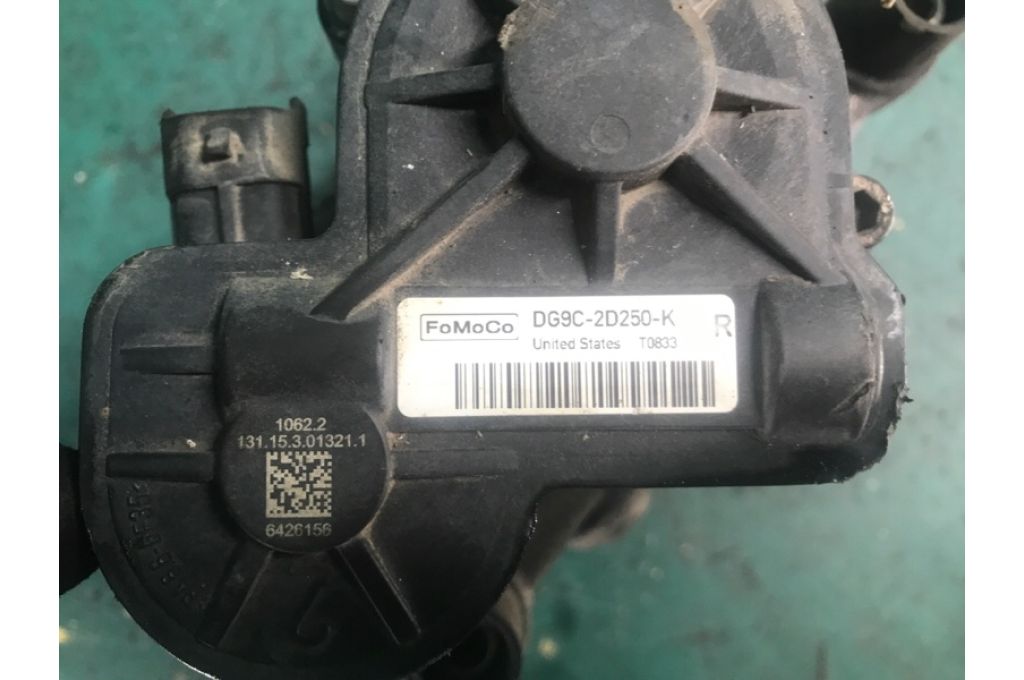 FoMoCo
DG9C-2D250-K
R
United States T0833
1062.2
131.15.3.01321.1
6426156